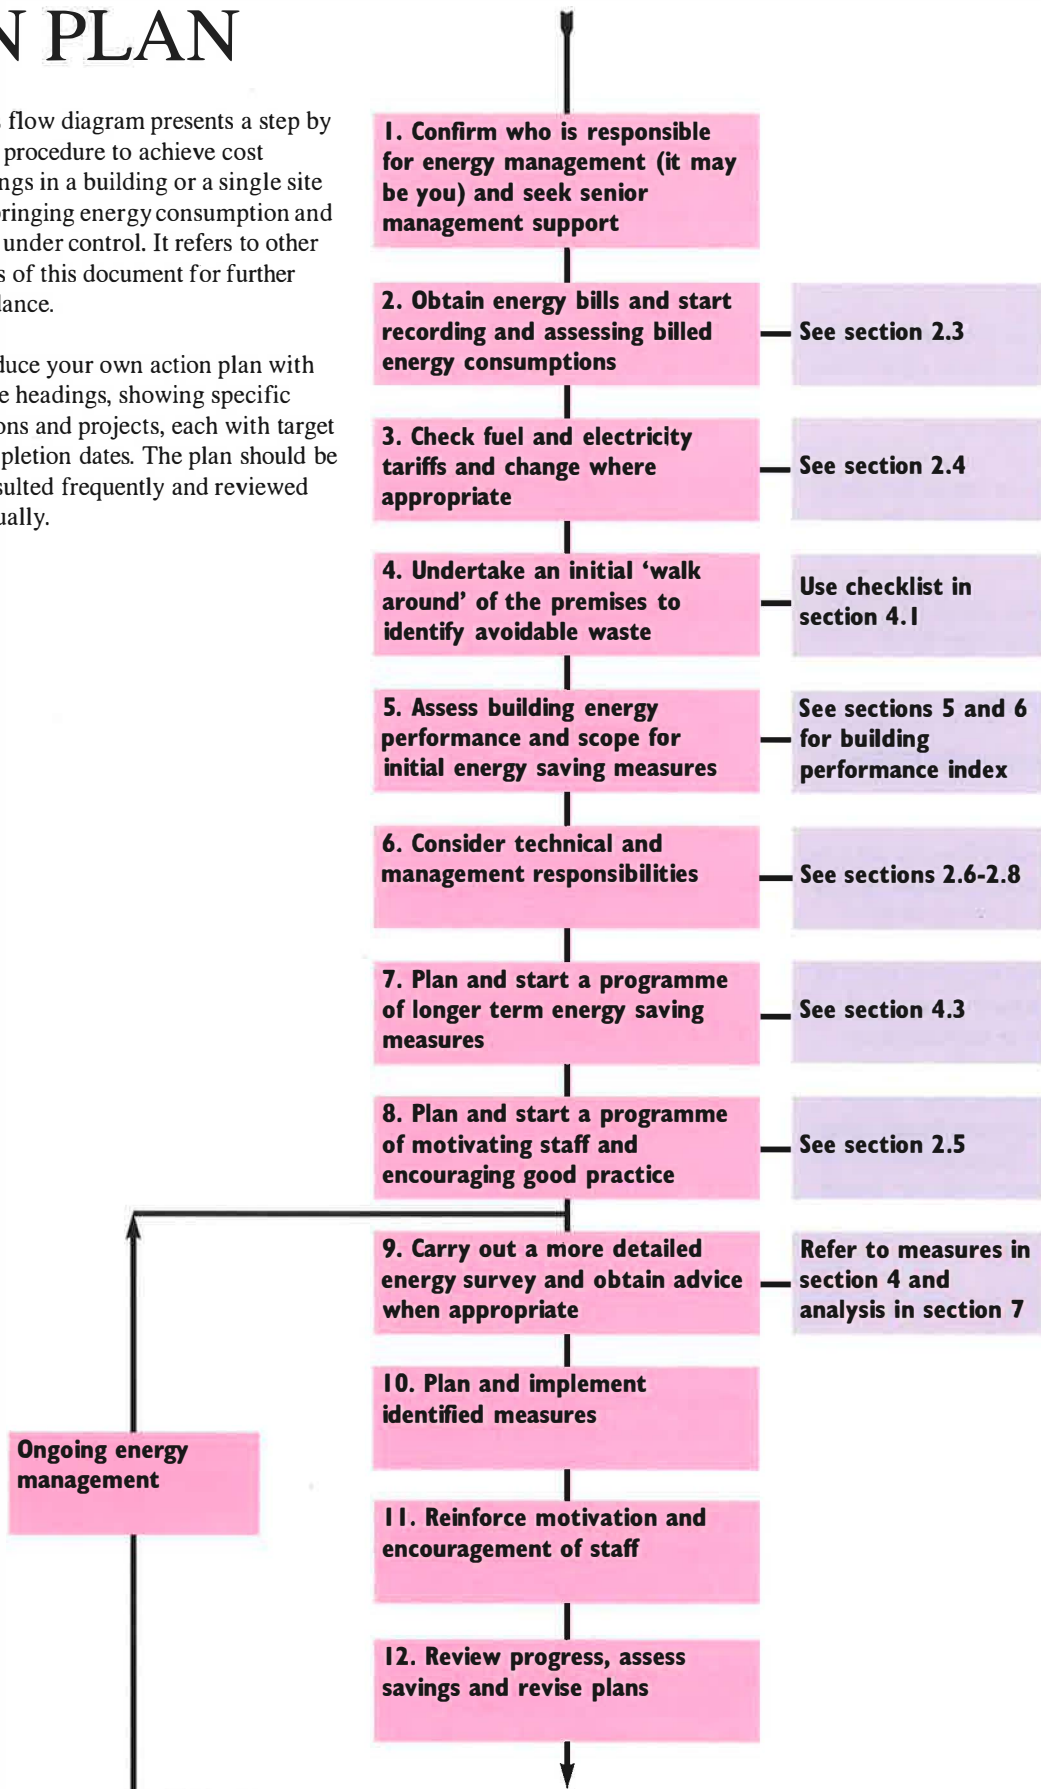 N PLAN
flow diagram presents a step by
procedure to achieve cost
ings in a building or a single site
ringing energy consumption and
under control. It refers to other
s of this document for further
dance.
duce your own action plan with
e headings, showing specific
ons and projects, each with target
pletion dates. The plan should be
sulted frequently and reviewed
ually.
1. Confirm who is responsible
for energy management (it may
be you) and seek senior
management support
2. Obtain energy bills and start
recording and assessing billed
energy consumptions
See section 2.3
3. Check fuel and electricity
tariffs and change where
appropriate
See section 2.4
4. Undertake an initial ‘walk
around’ of the premises to
identify avoidable waste
Use checklist in
section 4.1
5. Assess building energy
performance and scope for
initial energy saving measures
See sections 5 and 6
for building
performance index
6. Consider technical and
management responsibilities
See sections 2.6-2.8
7. Plan and start a programme
of longer term energy saving
measures
See section 4.3
8. Plan and start a programme
of motivating staff and
encouraging good practice
See section 2.5
9. Carry out a more detailed
energy survey and obtain advice
when appropriate
Refer to measures in
section 4 and
analysis in section 7
10. Plan and implement
identified measures
Ongoing energy
management
11. Reinforce motivation and
encouragement of staff
12. Review progress, assess
savings and revise plans